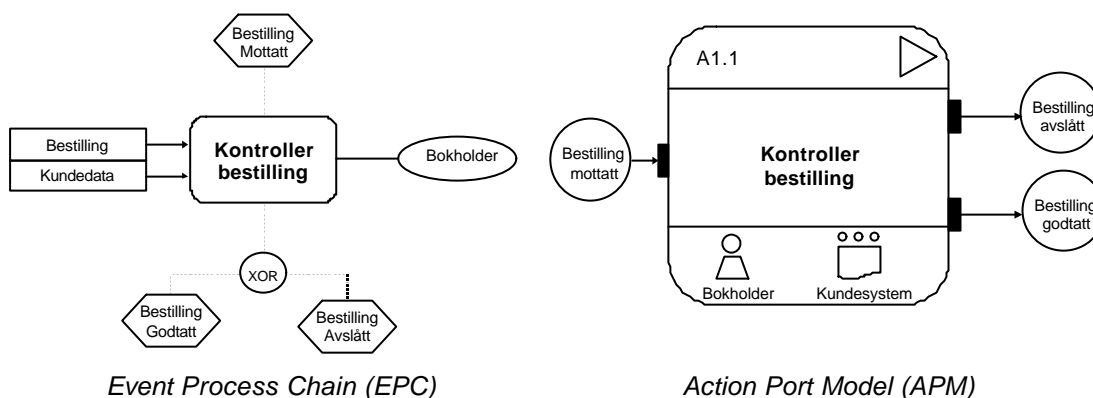 Bestilling
Mottatt
Bestilling
Kundedata
Kontroller
bestilling
Bokholder
XOR
Bestilling
Godtatt
Bestilling
Avslått
Event Process Chain (EPC)
A1.1
Bestilling
mottatt
Kontroller
bestilling
Bestilling
avslått
Bestilling
godtatt
Bokholder
Kundesystem
Action Port Model (APM)